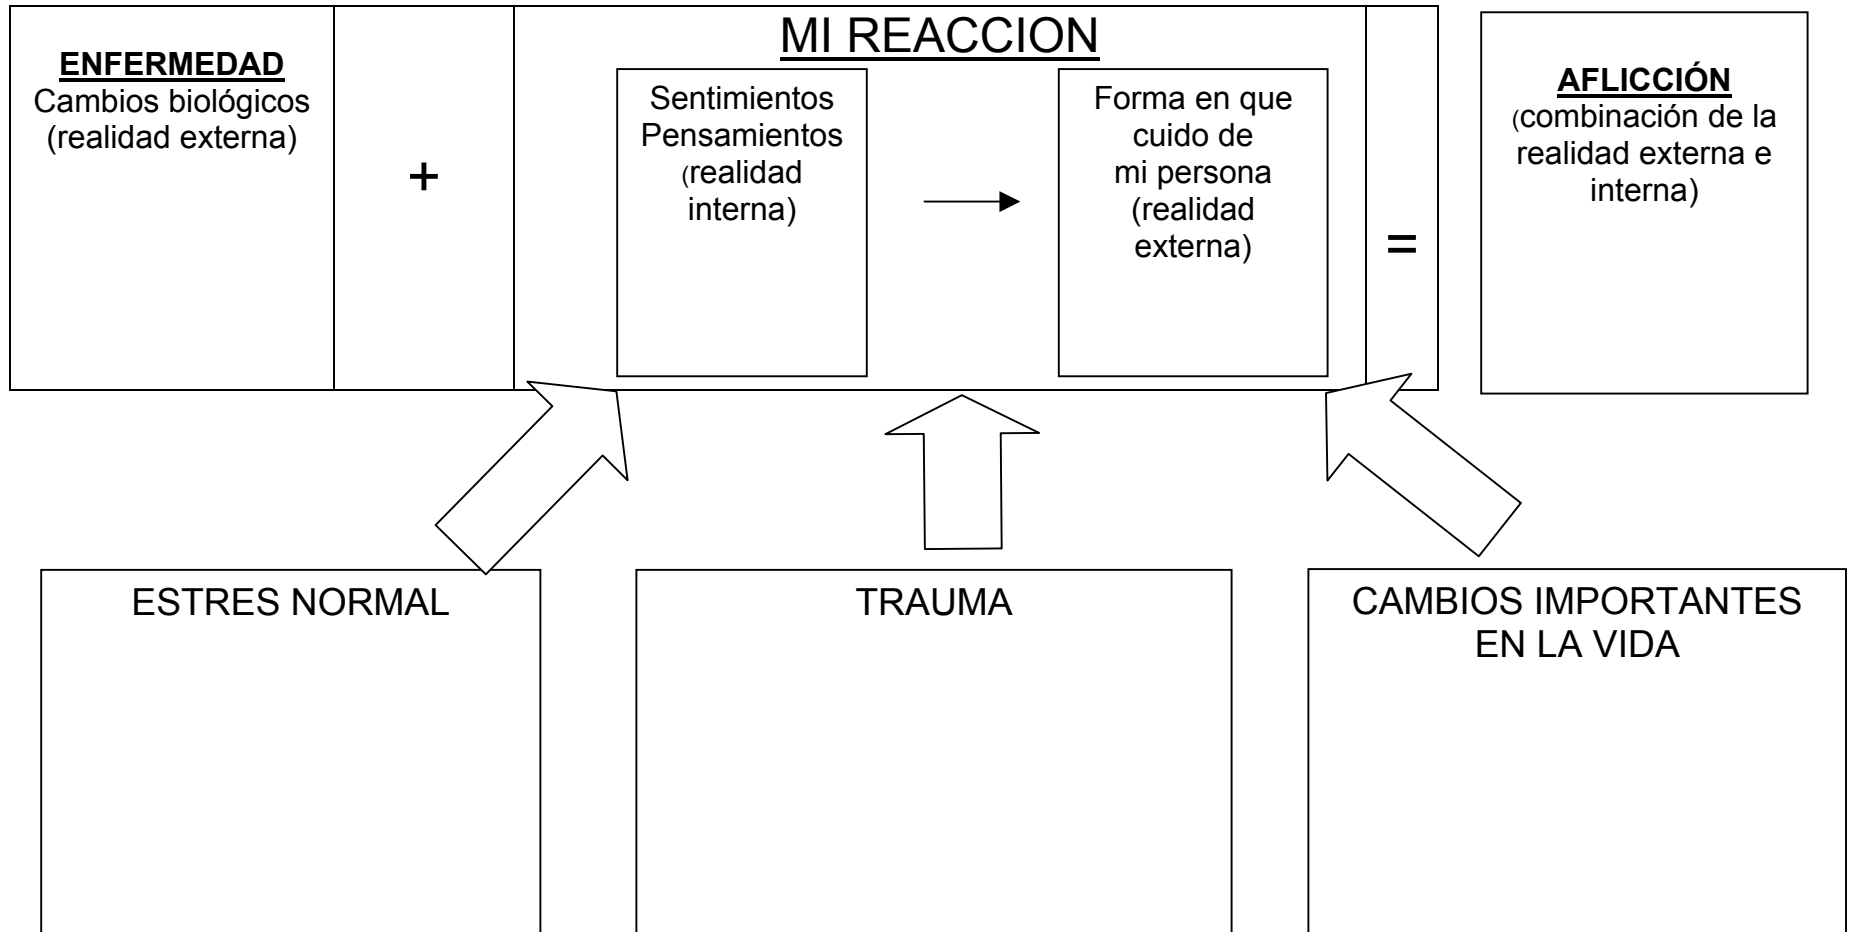 ENFERMEDAD
Cambios biológicos
(realidad externa)
+
MI REACCION
Sentimientos
Pensamientos
(realidad
interna)
Forma en que
cuido de
mi persona
(realidad
externa)
=
AFLICCIÓN
(combinación de la
realidad externa e
interna)
ESTRES NORMAL
TRAUMA
CAMBIOS IMPORTANTES
EN LA VIDA